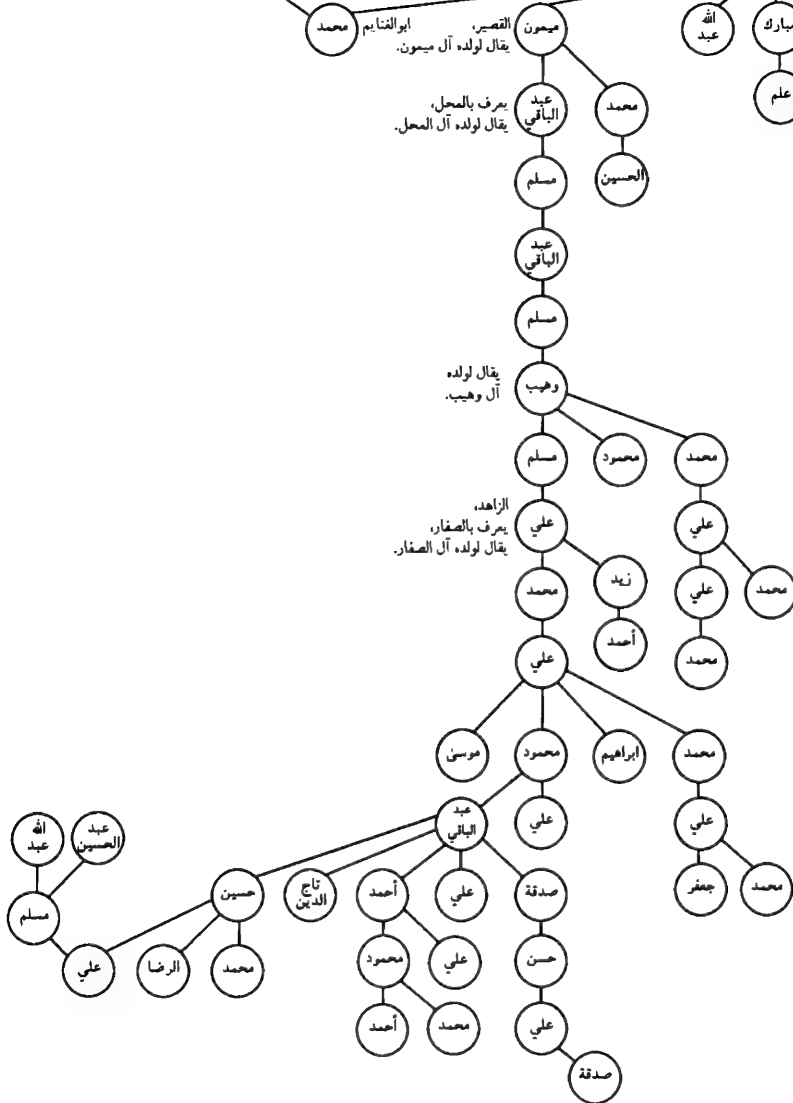 مبارك
الله
عبد
ميمون
القصير،
يقال لولده آل ميمون.
ابوالغنايم
محمد
علم
محمد
عبد
الباقي
يعرف بالمحل،
يقال لولده آل المحل.
الحسين
مسلم
عبد
الباقي
مسلم
وهيب
يقال لولده
آل وهيب.
محمد
محمود
مسلم
علي
علي
الزاهد،
يعرف بالصفار،
يقال لولده آل الصفار.
محمد
علي
زيد
محمد
محمد
أحمد
علي
محمد
ابراهيم
محمود
موسىٰ
علي
علي
عبد
الباقي
عبد
الحسين
الله
عبد
محمد
جعفر
صدقة
علي
أحمد
تاج
الدين
حسين
مسلم
حسن
علي
محمود
محمد
الرضا
علي
علي
محمد
أحمد
صدقة